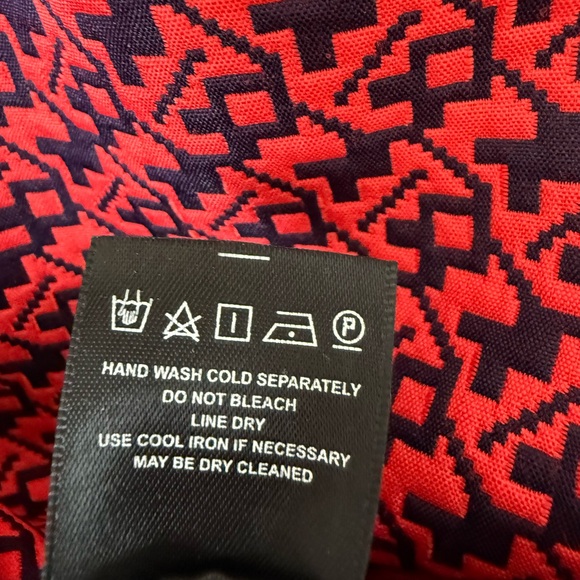 P
HAND WASH COLD SEPARATELY
DO NOT BLEACH
LINE DRY
USE COOL IRON IF NECESSARY
MAY BE DRY CLEANED